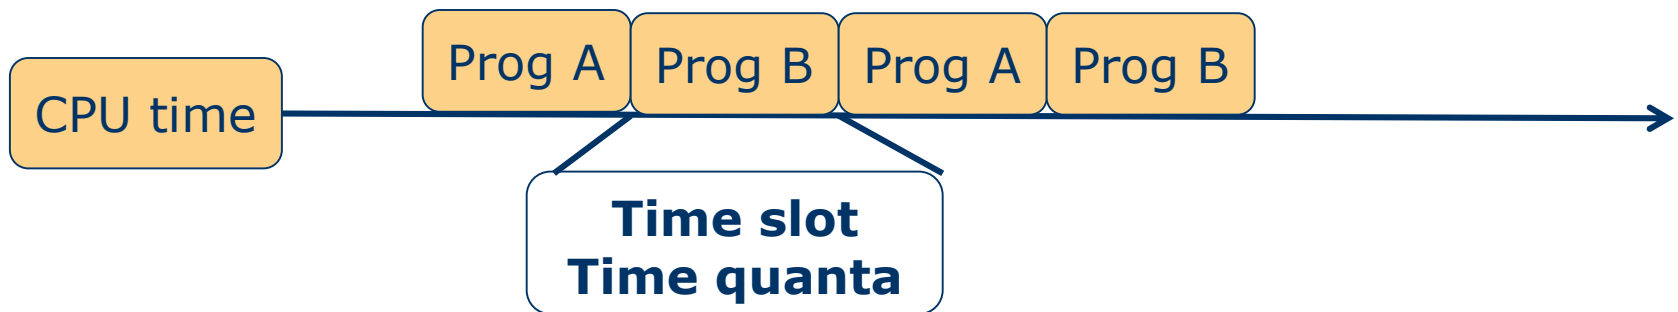 CPU time
Prog A
Prog B
Prog A
Prog B
Time slot
Time quanta